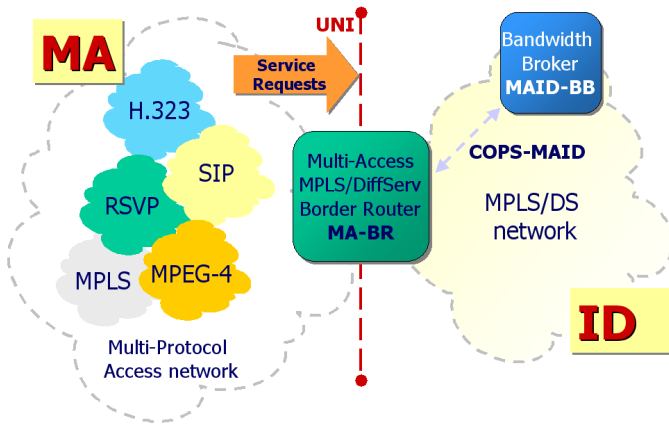 MA
UNI
Service
Requests
Bandwidth
Broker
MAID-BB
H.323
SIP
RSVP
MPLS
MPEG-4
Multi-Access
MPLS/DiffServ
Border Router
MA-BR
COPS-MAID
MPLS/DS
network
ID
Multi-Protocol
Access network